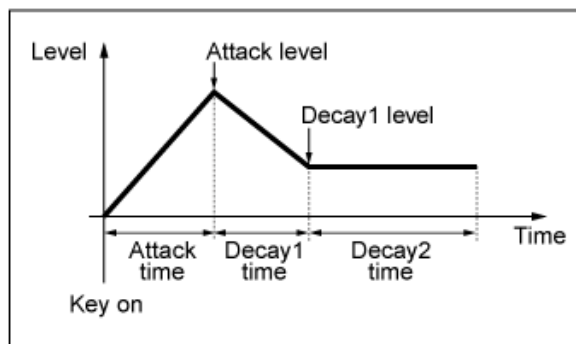 Level
Attack level
Decay1 level
Time
Attack
time
Decay1
time
Decay2
time
Key on